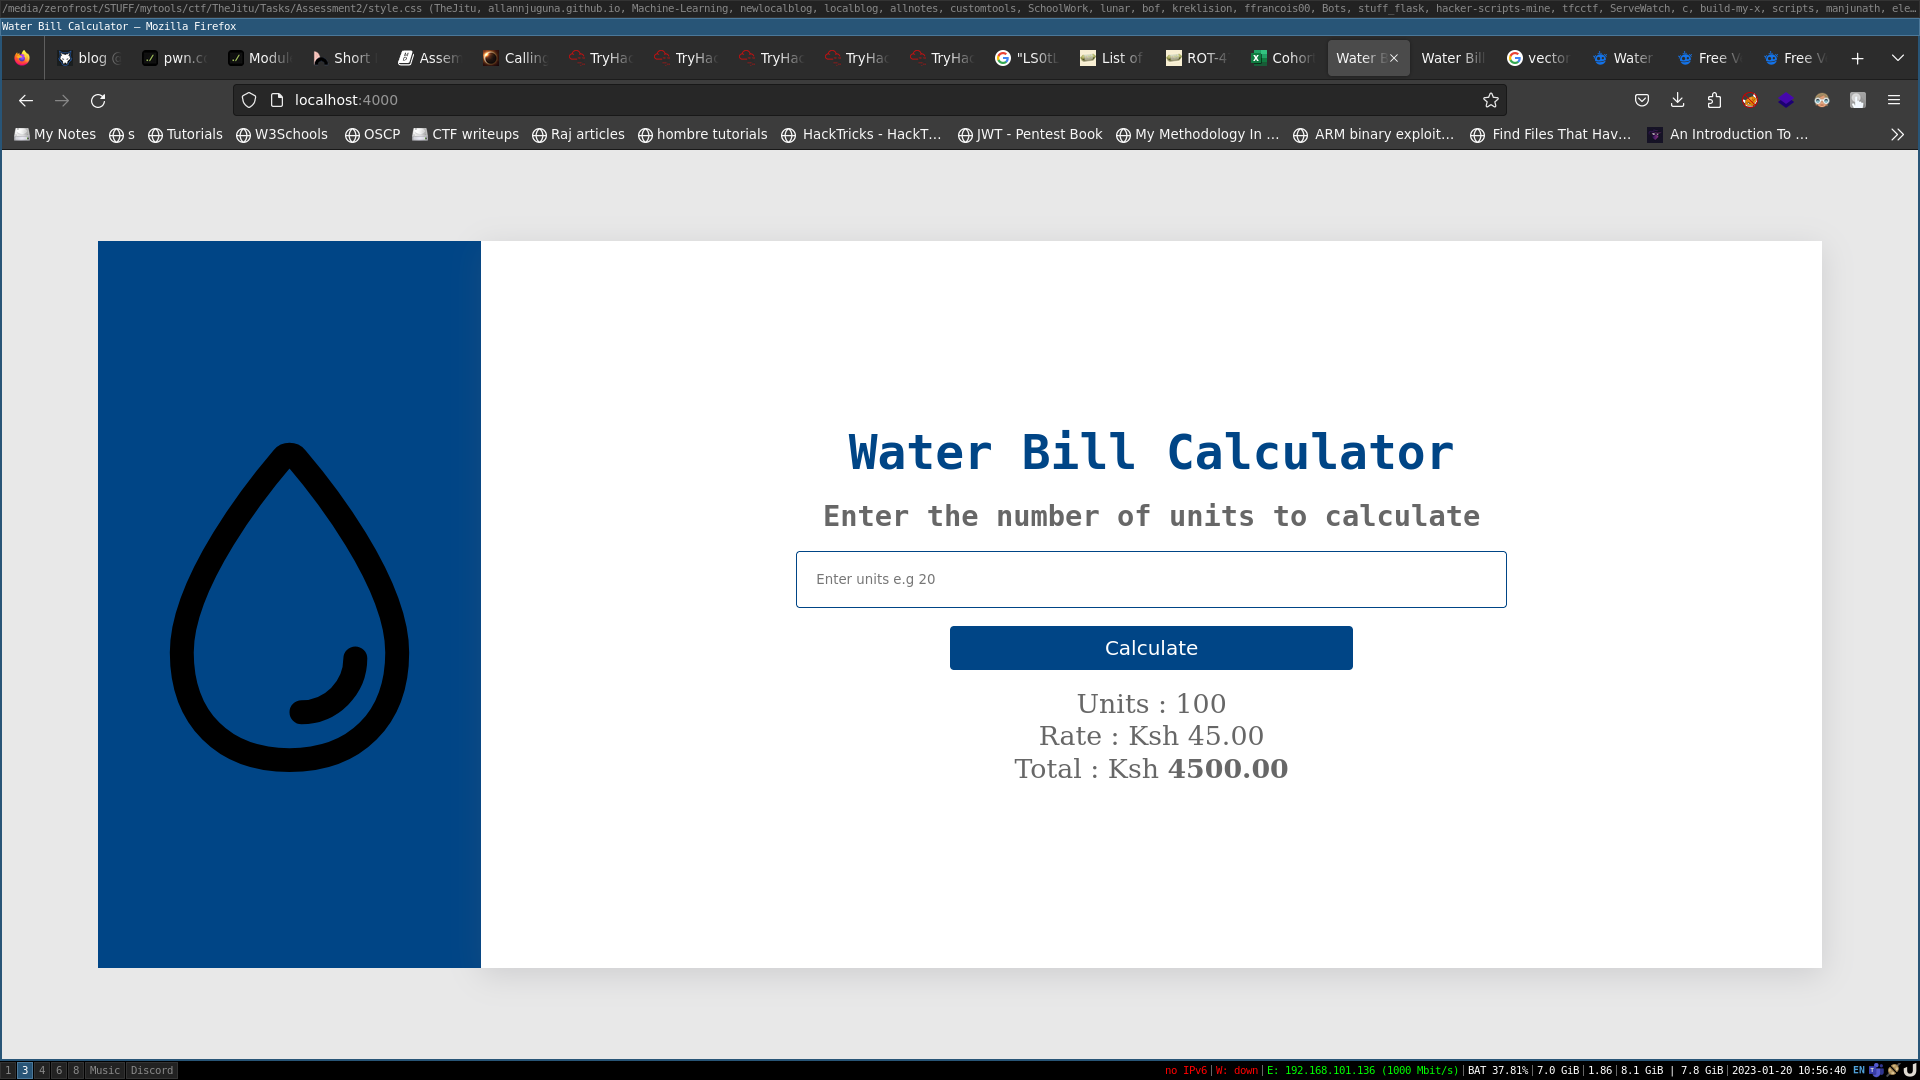 /media/zerofrost/STUFF/mytools/ctf/TheJitu/Tasks/Assessment2/style.css (TheJitu, allannjuguna.github.io, Machine-Learning, newlocalblog, localblog, allnotes, customtools, SchoolWork, lunar, bof, kreklision, ffrancois00, Bots, stuff_flask, hacker-scripts-mine, tfcctf, ServeWatch, c, build-my-x, scripts, manjunath, ele…
Water Bill Calculator — Mozilla Firefox
blog @ pwn.c Modul Short Assem Calling TryHac TryHac TryHac TryHac TryHac "LS0tL List of ROT-4 Cohor Water B Water Bill vector Water Free V Free V
localhost:4000
My Notes s Tutorials W3Schools OSCP CTF writeups Raj articles hombre tutorials HackTricks - HackT… JWT - Pentest Book My Methodology In … ARM binary exploit… Find Files That Hav… An Introduction To …
Water Bill Calculator
Enter the number of units to calculate
Enter units e.g 20
Calculate
Units : 100
Rate : Ksh 45.00
Total : Ksh 4500.00
1 3 4 6 8 Music Discord no IPv6|W: down|E: 192.168.101.136 (1000 Mbit/s)|BAT 37.81%|7.0 GiB|1.86|8.1 GiB | 7.8 GiB|2023-01-20 10:56:40 EN